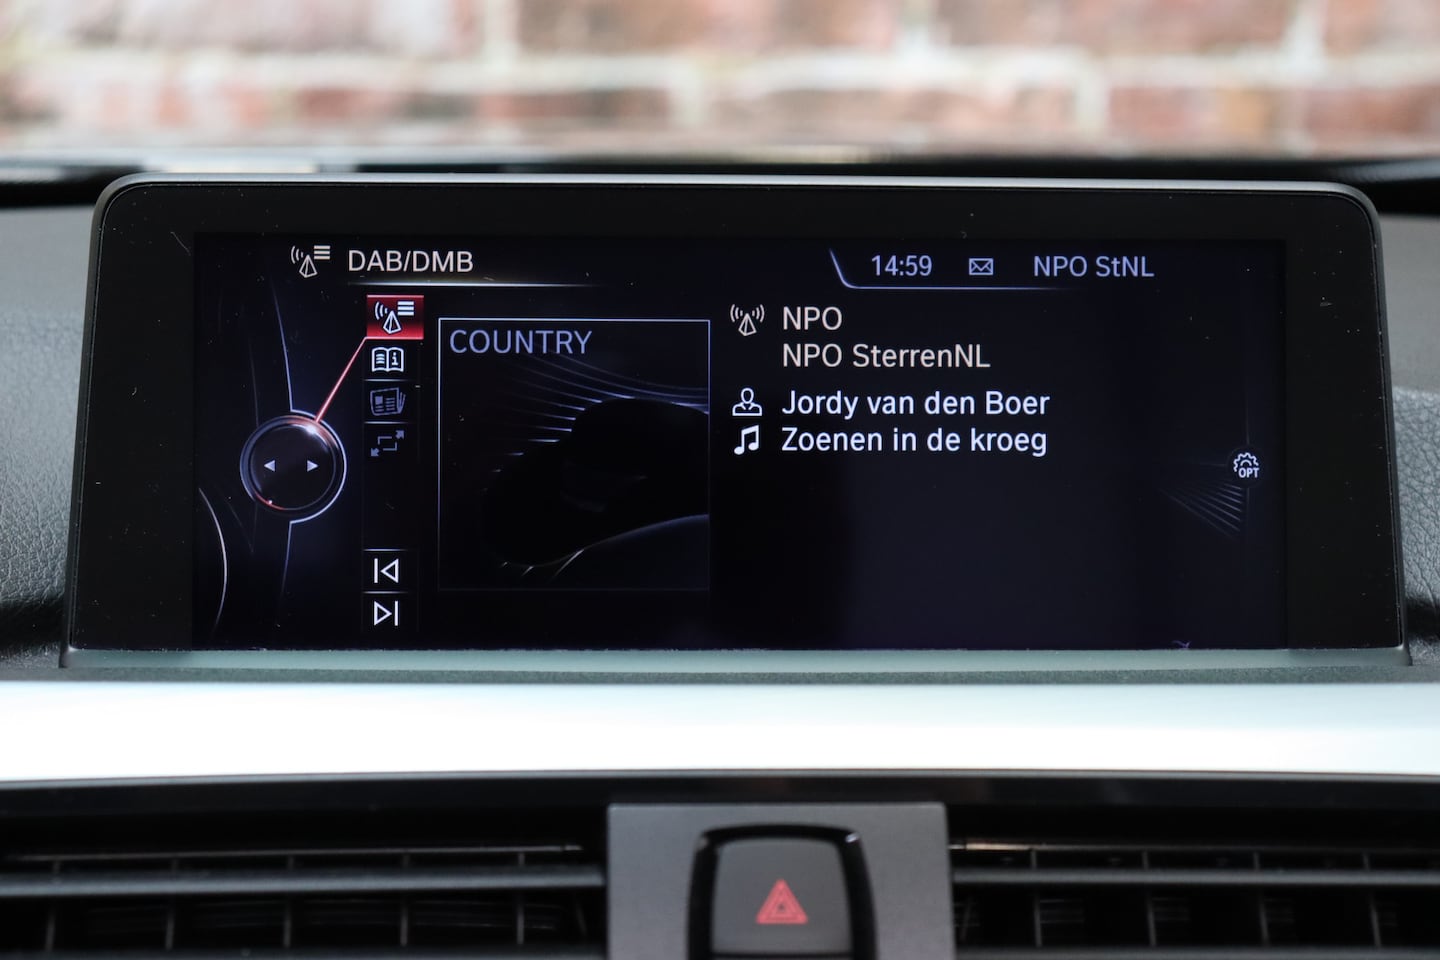 DAB/DMB
14:59
NPO StNL
COUNTRY
NPO
NPO SterrenNL
Jordy van den Boer
Zoenen in de kroeg
OPT